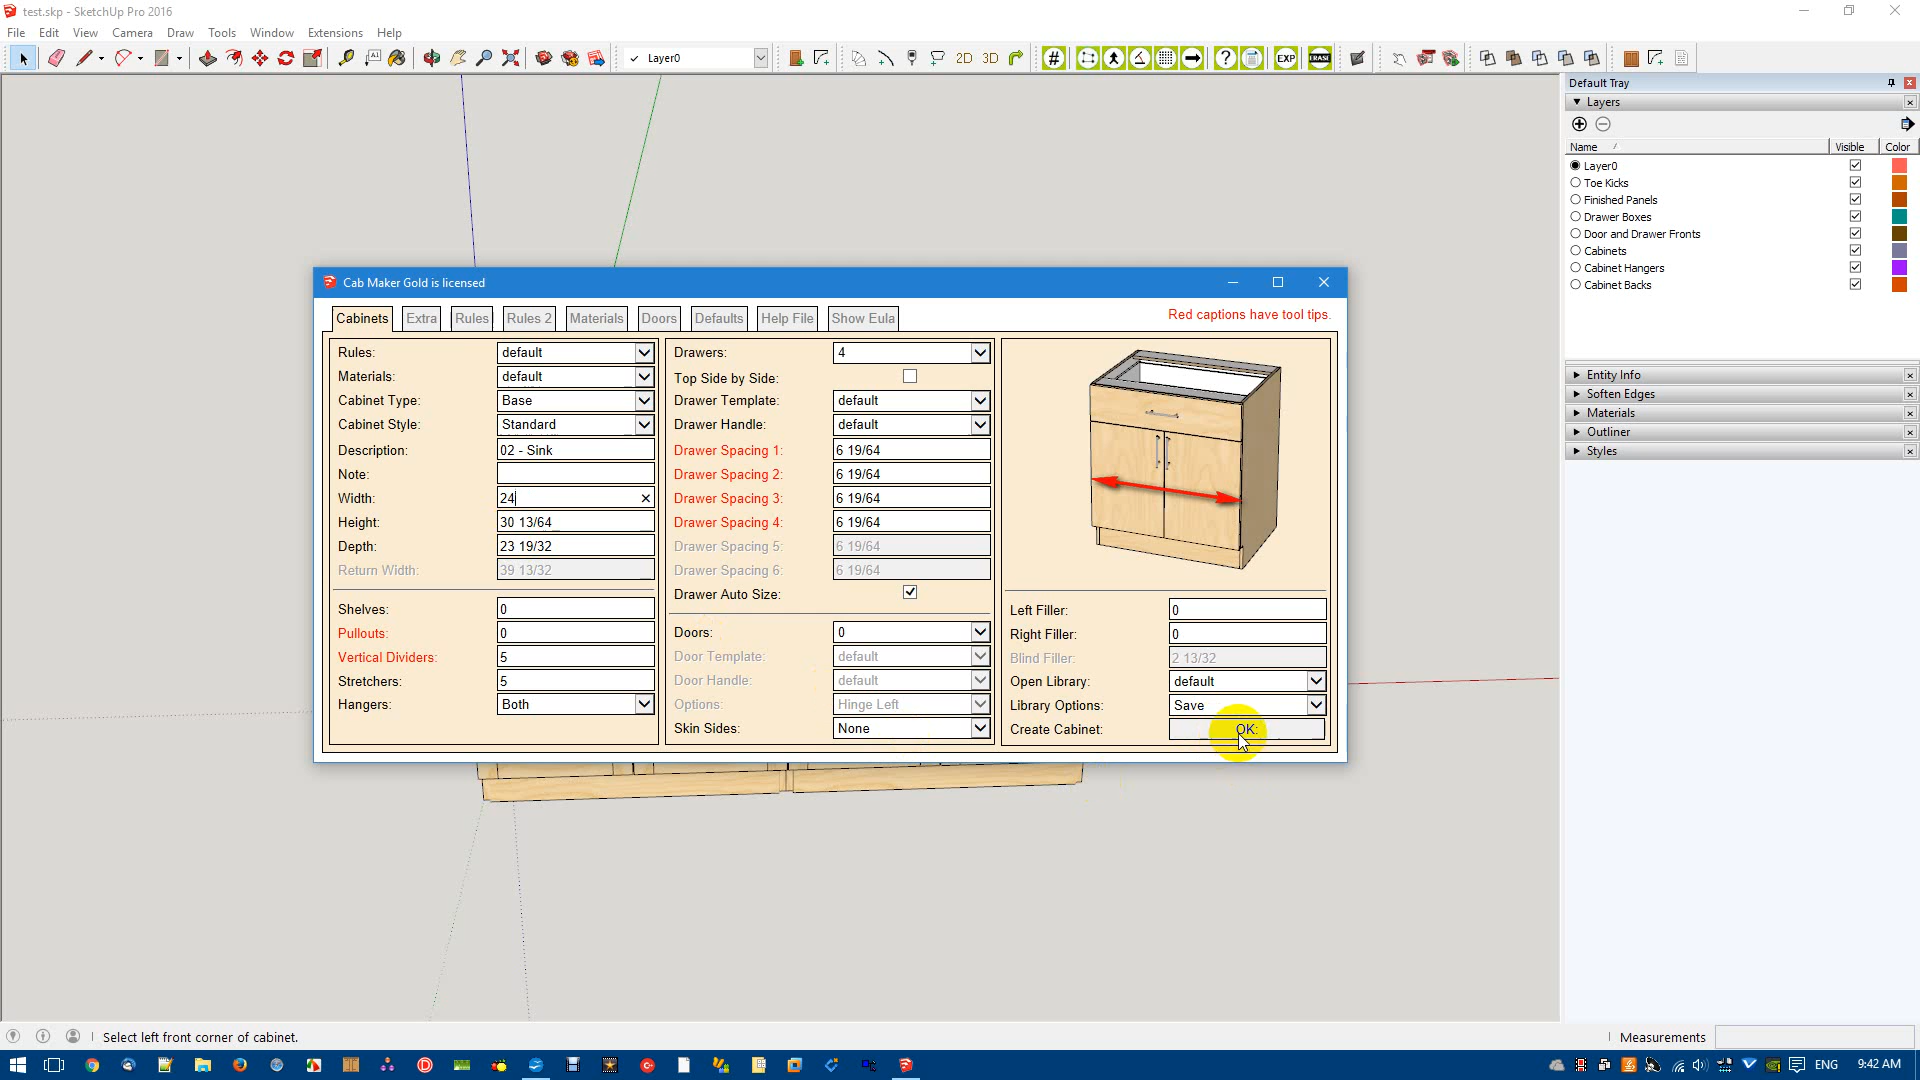 test.skp - SketchUp Pro 2016
File Edit View Camera Draw Tools Window Extensions Help
Layer0 2D 3D # ? EXP ERASE
Default Tray
Layers
Name Visible Color
Layer0
Toe Kicks
Finished Panels
Drawer Boxes
Door and Drawer Fronts
Cabinets
Cabinet Hangers
Cabinet Backs
Entity Info
Soften Edges
Materials
Outliner
Styles
Cab Maker Gold is licensed
Cabinets Extra Rules Rules 2 Materials Doors Defaults Help File Show Eula
Red captions have tool tips.
Rules: default
Materials: default
Cabinet Type: Base
Cabinet Style: Standard
Description: 02 - Sink
Note:
Width: 24
Height: 30 13/64
Depth: 23 19/32
Return Width: 39 13/32
Shelves: 0
Pullouts: 0
Vertical Dividers: 5
Stretchers: 5
Hangers: Both
Drawers: 4
Top Side by Side:
Drawer Template: default
Drawer Handle: default
Drawer Spacing 1: 6 19/64
Drawer Spacing 2: 6 19/64
Drawer Spacing 3: 6 19/64
Drawer Spacing 4: 6 19/64
Drawer Spacing 5: 6 19/64
Drawer Spacing 6: 6 19/64
Drawer Auto Size:
Doors: 0
Door Template: default
Door Handle: default
Options: Hinge Left
Skin Sides: None
Left Filler: 0
Right Filler: 0
Blind Filler: 2 13/32
Open Library: default
Library Options: Save
Create Cabinet: OK:
Select left front corner of cabinet.
Measurements
ENG 9:42 AM